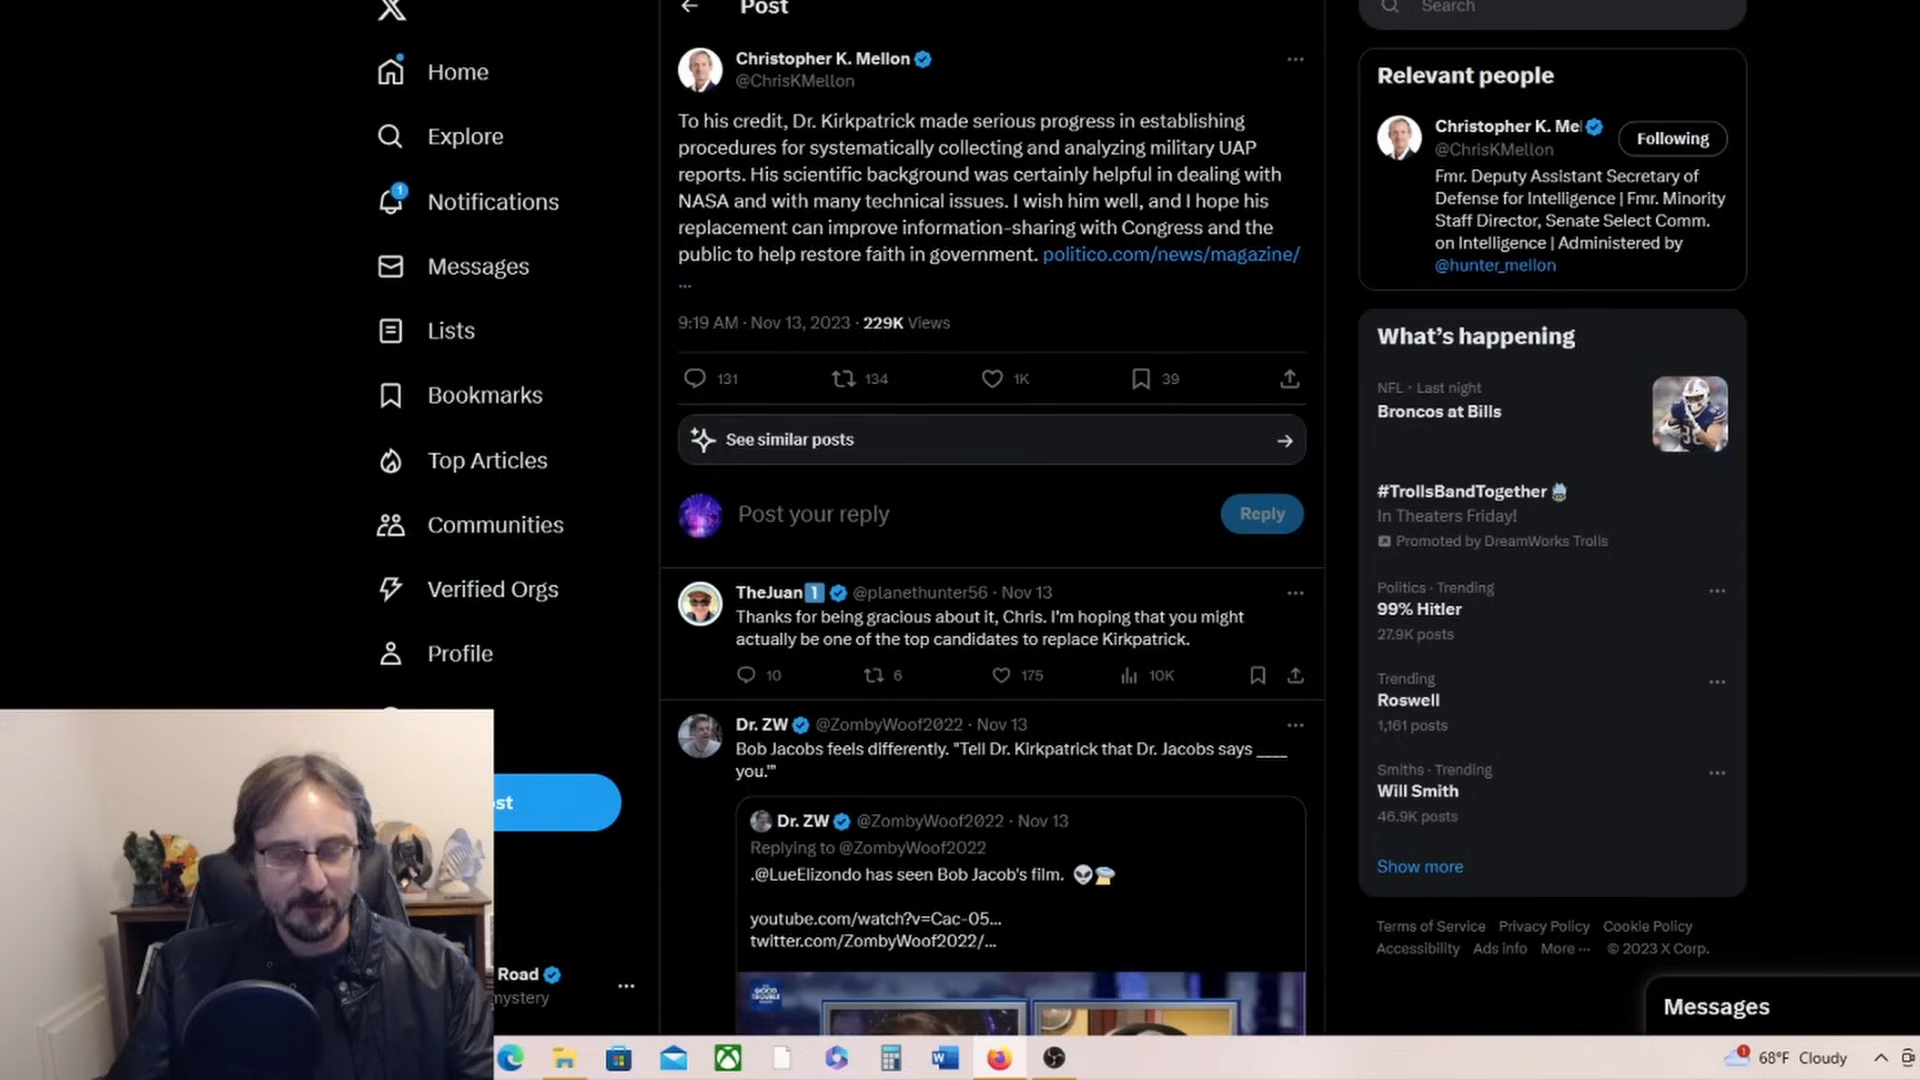 Home
Explore
1
Notifications
Messages
Lists
Bookmarks
Top Articles
Communities
Verified Orgs
Profile
st
Road
mystery
Post
Christopher K. Mellon
@ChrisKMellon
To his credit, Dr. Kirkpatrick made serious progress in establishing
procedures for systematically collecting and analyzing military UAP
reports. His scientific background was certainly helpful in dealing with
NASA and with many technical issues. I wish him well, and I hope his
replacement can improve information-sharing with Congress and the
public to help restore faith in government. politico.com/news/magazine/
...
9:19 AM · Nov 13, 2023 · 229K Views
131 134 1K 39
See similar posts
Post your reply
Reply
TheJuan1 @planethunter56 · Nov 13
Thanks for being gracious about it, Chris. I'm hoping that you might
actually be one of the top candidates to replace Kirkpatrick.
10 6 175 10K
Dr. ZW @ZombyWoof2022 · Nov 13
Bob Jacobs feels differently. "Tell Dr. Kirkpatrick that Dr. Jacobs says ____
you.'"
Dr. ZW @ZombyWoof2022 · Nov 13
Replying to @ZombyWoof2022
.@LueElizondo has seen Bob Jacob's film. 👽🛸
youtube.com/watch?v=Cac-05...
twitter.com/ZombyWoof2022/...
GOOD
TROUBLE
Search
Relevant people
Christopher K. Mel
Following
@ChrisKMellon
Fmr. Deputy Assistant Secretary of
Defense for Intelligence | Fmr. Minority
Staff Director, Senate Select Comm.
on Intelligence | Administered by
@hunter_mellon
What's happening
NFL · Last night
Broncos at Bills
#TrollsBandTogether
In Theaters Friday!
Promoted by DreamWorks Trolls
Politics · Trending
99% Hitler
27.9K posts
Trending
Roswell
1,161 posts
Smiths · Trending
Will Smith
46.9K posts
Show more
Terms of Service Privacy Policy Cookie Policy
Accessibility Ads info More ··· © 2023 X Corp.
Messages
1
68°F Cloudy